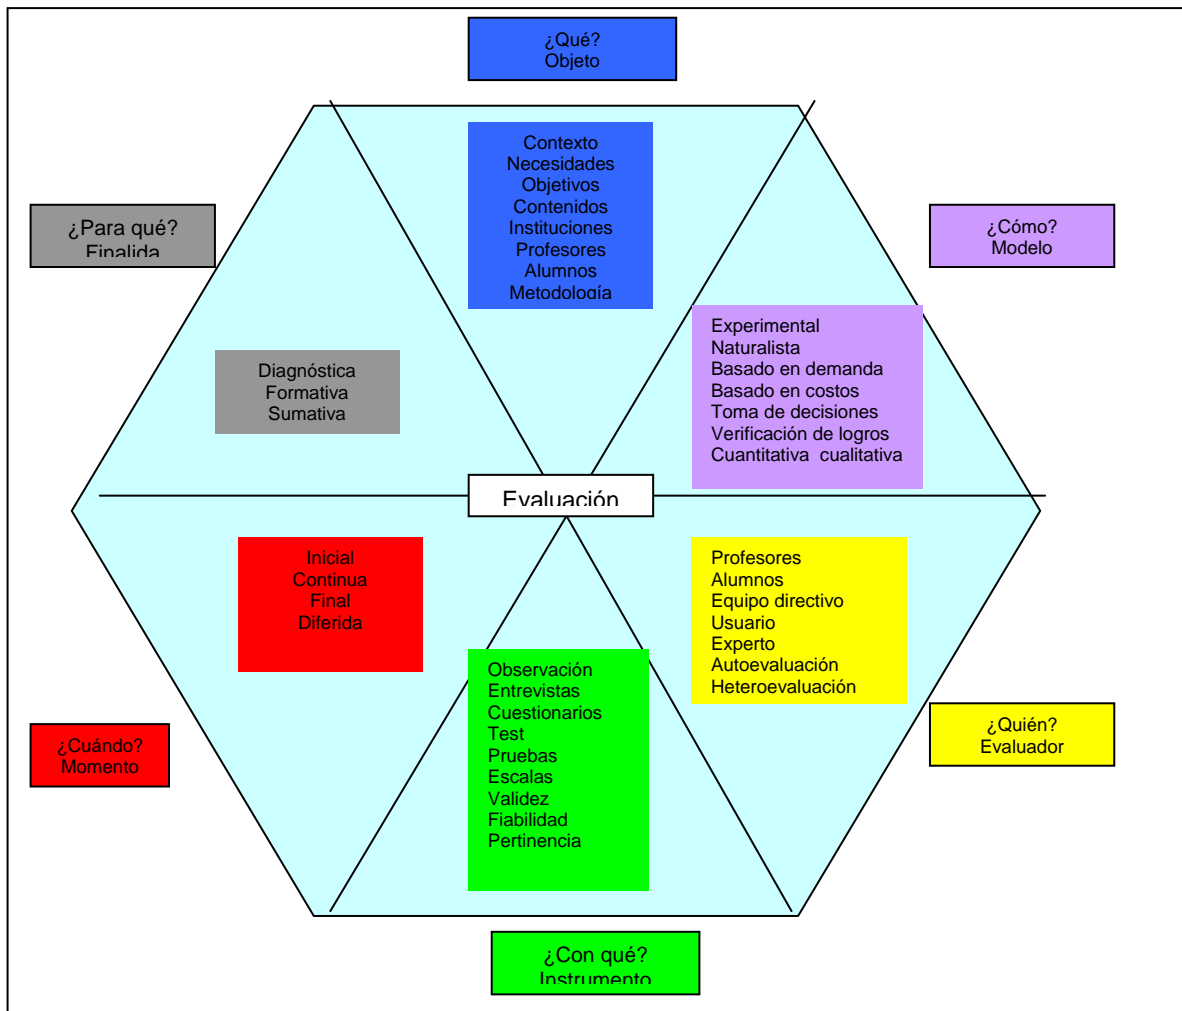 ¿Qué?
Objeto
Contexto
Necesidades
Objetivos
Contenidos
Instituciones
Profesores
Alumnos
Metodología
¿Para qué?
Finalida
¿Cómo?
Modelo
Experimental
Naturalista
Basado en demanda
Basado en costos
Toma de decisiones
Verificación de logros
Cuantitativa cualitativa
Diagnóstica
Formativa
Sumativa
Evaluación
Inicial
Continua
Final
Diferida
Profesores
Alumnos
Equipo directivo
Usuario
Experto
Autoevaluación
Heteroevaluación
Observación
Entrevistas
Cuestionarios
Test
Pruebas
Escalas
Validez
Fiabilidad
Pertinencia
¿Cuándo?
Momento
¿Quién?
Evaluador
¿Con qué?
Instrumento